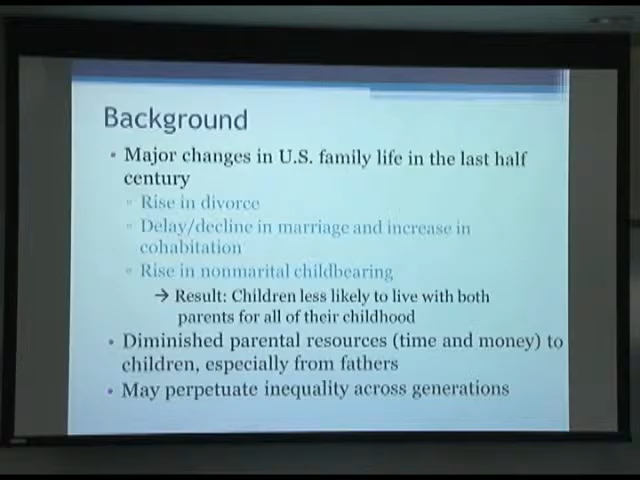 Background
• Major changes in U.S. family life in the last half
century
▫ Rise in divorce
▫ Delay/decline in marriage and increase in
cohabitation
▫ Rise in nonmarital childbearing
→ Result: Children less likely to live with both
parents for all of their childhood
• Diminished parental resources (time and money) to
children, especially from fathers
• May perpetuate inequality across generations